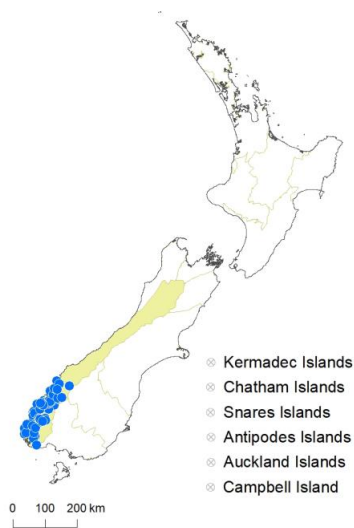 Kermadec Islands
Chatham Islands
Snares Islands
Antipodes Islands
Auckland Islands
Campbell Island
0 100 200 km